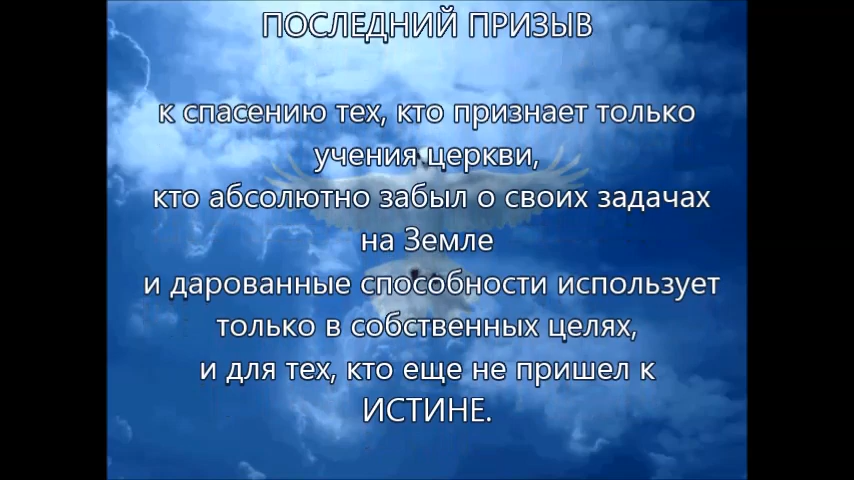 ПОСЛЕДНИЙ ПРИЗЫВ
к спасению тех, кто признает только
учения церкви,
кто абсолютно забыл о своих задачах
на Земле
и дарованные способности использует
только в собственных целях,
и для тех, кто еще не пришел к
ИСТИНЕ.